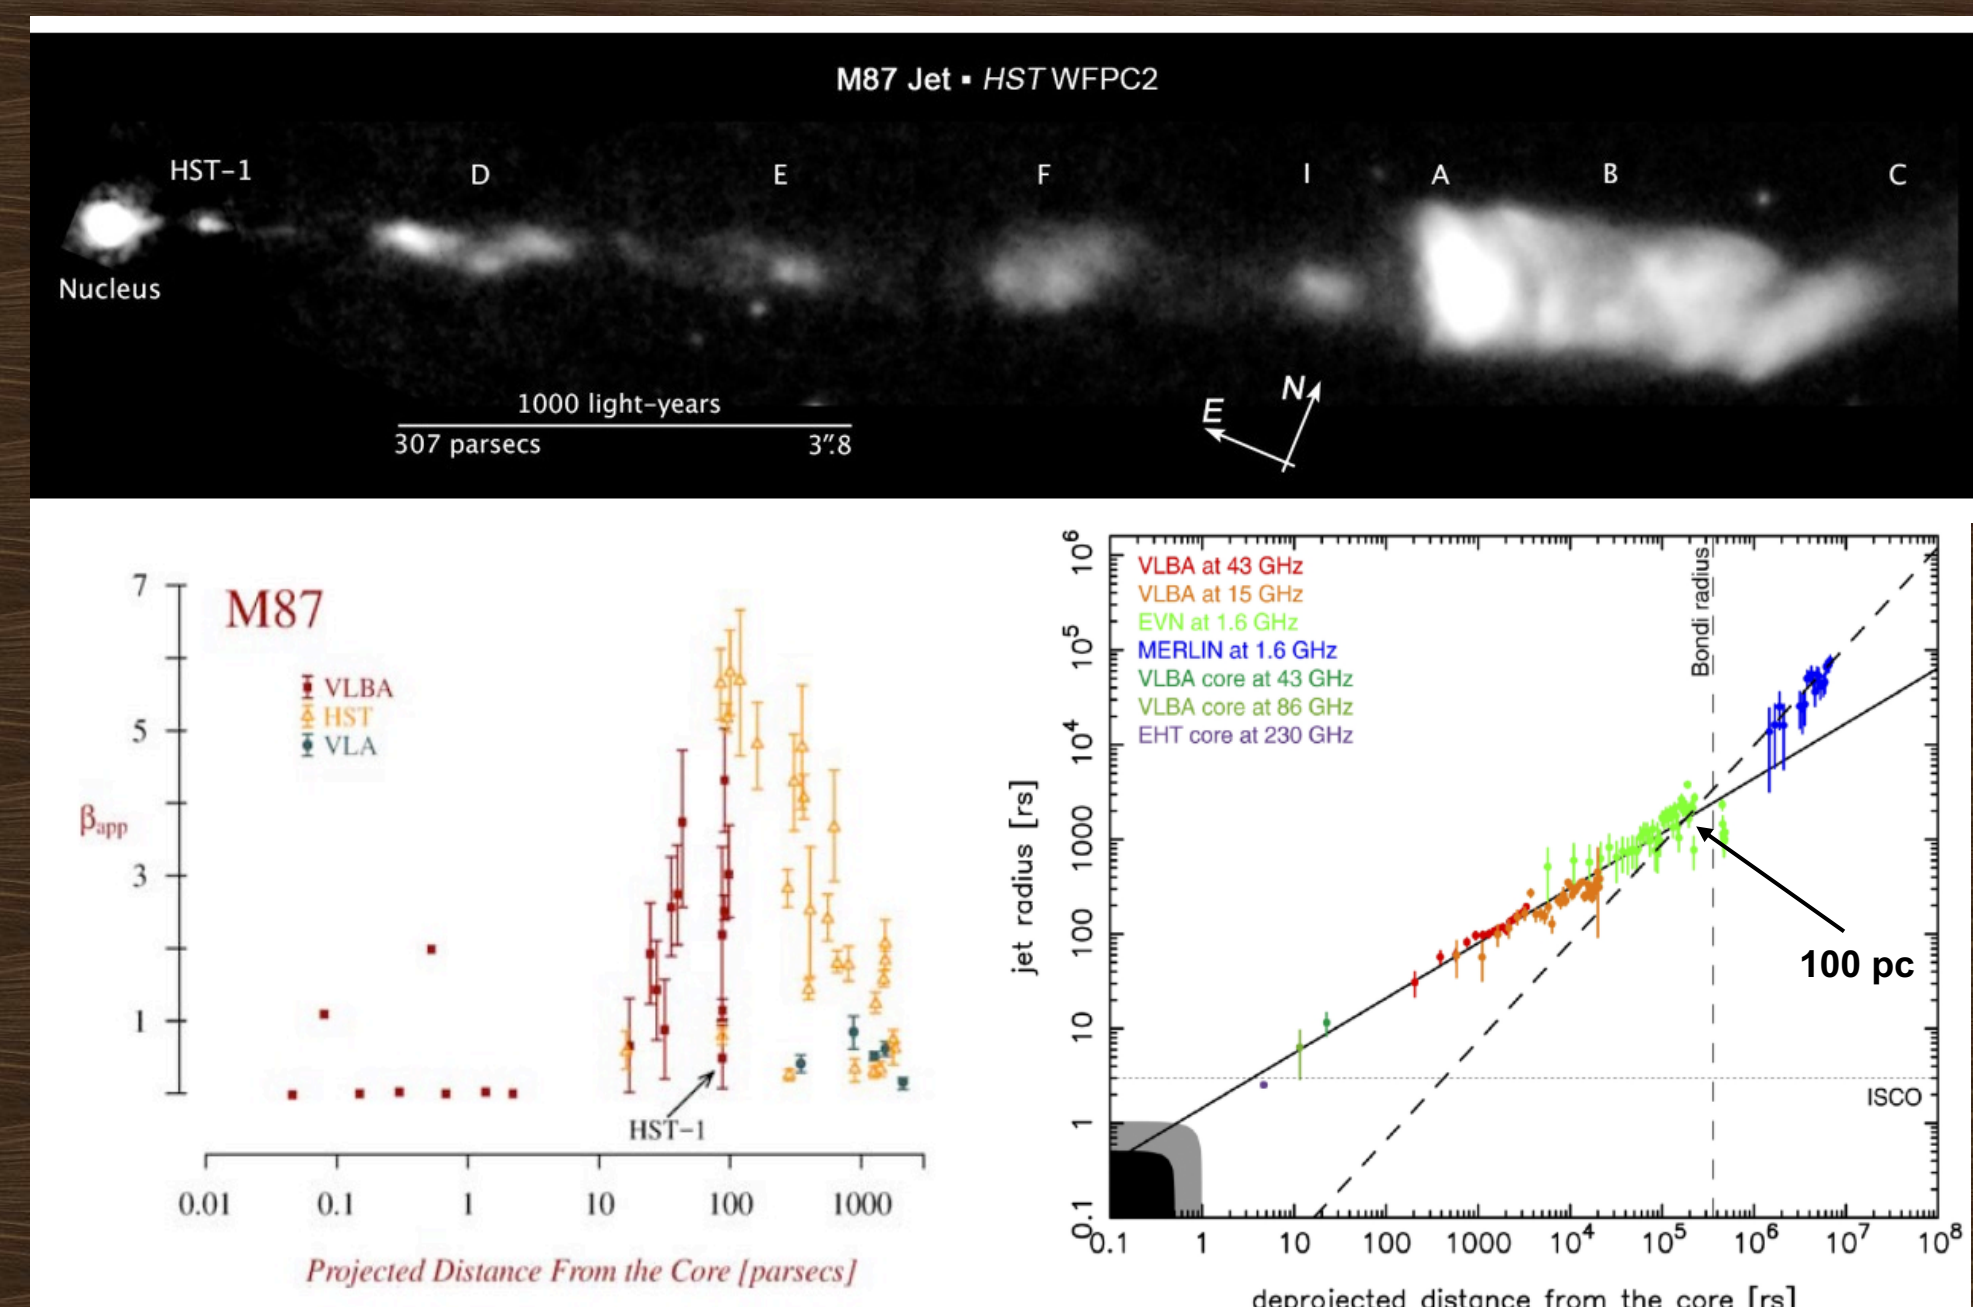 M87 Jet ▪ HST WFPC2
HST-1
D
E
F
I
A
B
C
Nucleus
1000 light-years
307 parsecs
3".8
E
N
M87
VLBA
HST
VLA
7
5
3
1
βapp
HST-1
0.01
0.1
1
10
100
1000
Projected Distance From the Core [parsecs]
VLBA at 43 GHz
VLBA at 15 GHz
EVN at 1.6 GHz
MERLIN at 1.6 GHz
VLBA core at 43 GHz
VLBA core at 86 GHz
EHT core at 230 GHz
Bondi radius
100 pc
ISCO
jet radius [rs]
10⁶
10⁵
10⁴
1000
100
10
1
0.1
0.1
1
10
100
1000
10⁴
10⁵
10⁶
10⁷
10⁸
deprojected distance from the core [rs]